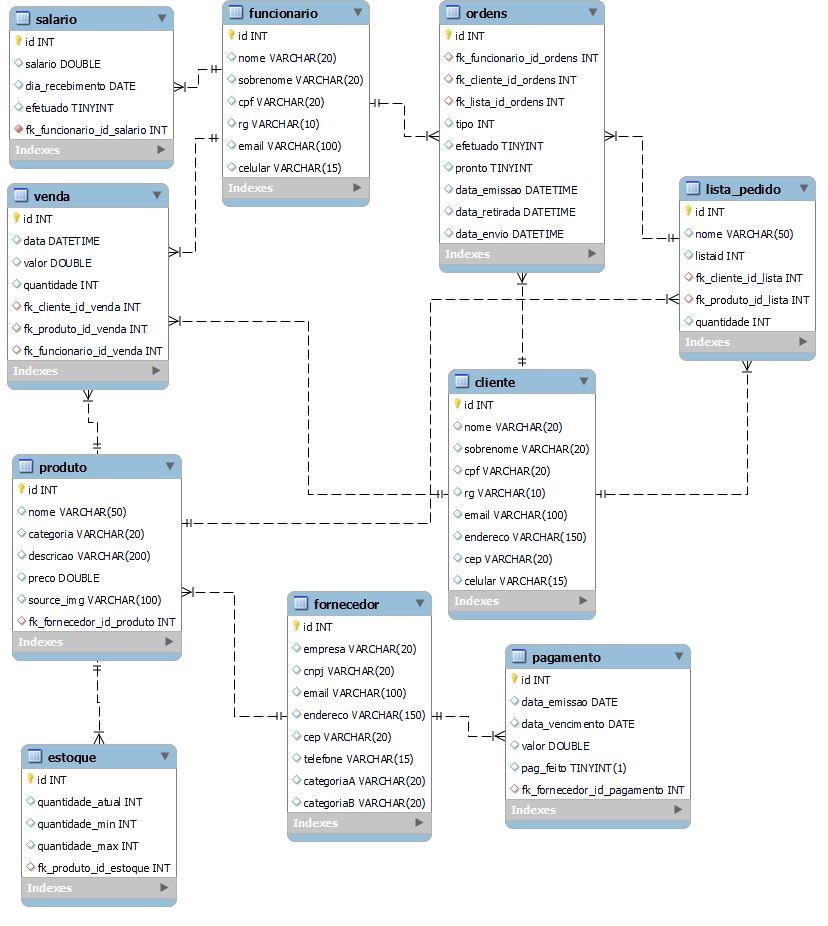 salario
id INT
salario DOUBLE
dia_recebimento DATE
efetuado TINYINT
fk_funcionario_id_salario INT
Indexes
funcionario
id INT
nome VARCHAR(20)
sobrenome VARCHAR(20)
cpf VARCHAR(20)
rg VARCHAR(10)
email VARCHAR(100)
celular VARCHAR(15)
Indexes
ordens
id INT
fk_funcionario_id_ordens INT
fk_cliente_id_ordens INT
fk_lista_id_ordens INT
tipo INT
efetuado TINYINT
pronto TINYINT
data_emissao DATETIME
data_retirada DATETIME
data_envio DATETIME
Indexes
venda
id INT
data DATETIME
valor DOUBLE
quantidade INT
fk_cliente_id_venda INT
fk_produto_id_venda INT
fk_funcionario_id_venda INT
Indexes
lista_pedido
id INT
nome VARCHAR(50)
listaid INT
fk_cliente_id_lista INT
fk_produto_id_lista INT
quantidade INT
Indexes
cliente
id INT
nome VARCHAR(20)
sobrenome VARCHAR(20)
cpf VARCHAR(20)
rg VARCHAR(10)
email VARCHAR(100)
endereco VARCHAR(150)
cep VARCHAR(20)
celular VARCHAR(15)
Indexes
produto
id INT
nome VARCHAR(50)
categoria VARCHAR(20)
descricao VARCHAR(200)
preco DOUBLE
source_img VARCHAR(100)
fk_fornecedor_id_produto INT
Indexes
fornecedor
id INT
empresa VARCHAR(20)
cnpj VARCHAR(20)
email VARCHAR(100)
endereco VARCHAR(150)
cep VARCHAR(20)
telefone VARCHAR(15)
categoriaA VARCHAR(20)
categoriaB VARCHAR(20)
Indexes
pagamento
id INT
data_emissao DATE
data_vencimento DATE
valor DOUBLE
pag_feito TINYINT(1)
fk_fornecedor_id_pagamento INT
Indexes
estoque
id INT
quantidade_atual INT
quantidade_min INT
quantidade_max INT
fk_produto_id_estoque INT
Indexes